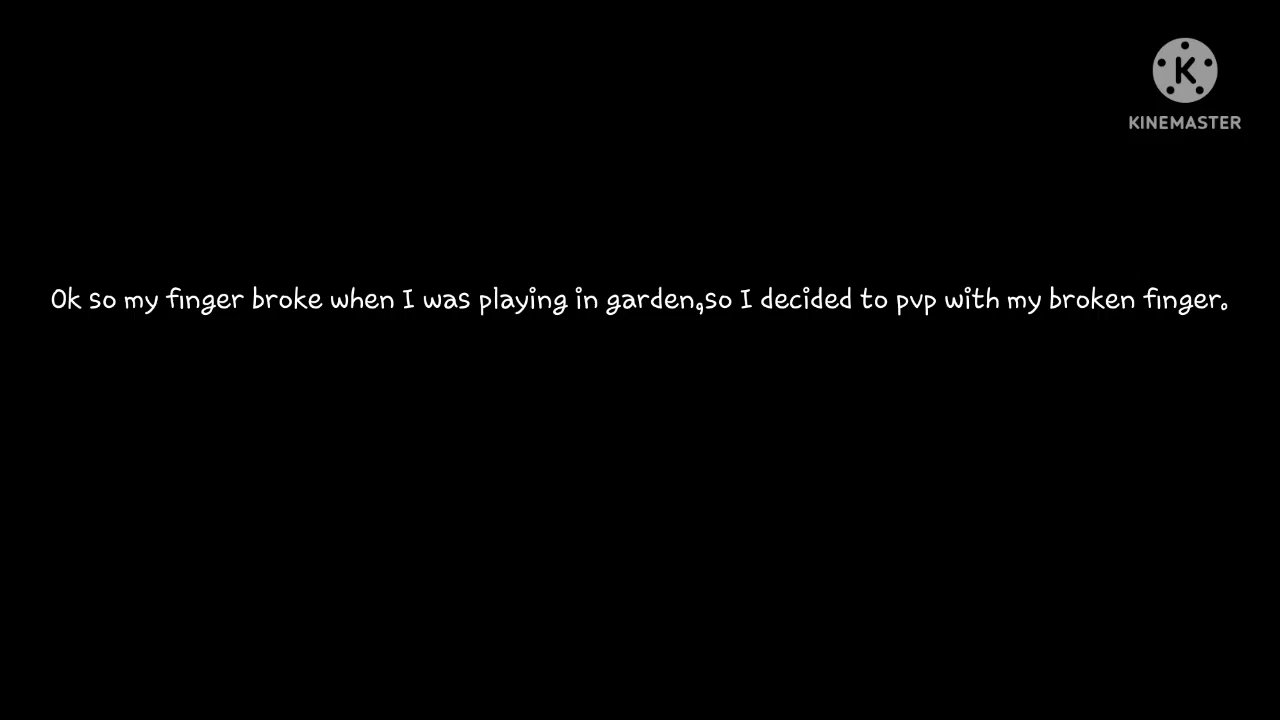 K
KINEMASTER
Ok so my finger broke when I was playing in garden,so I decided to pvp with my broken finger.